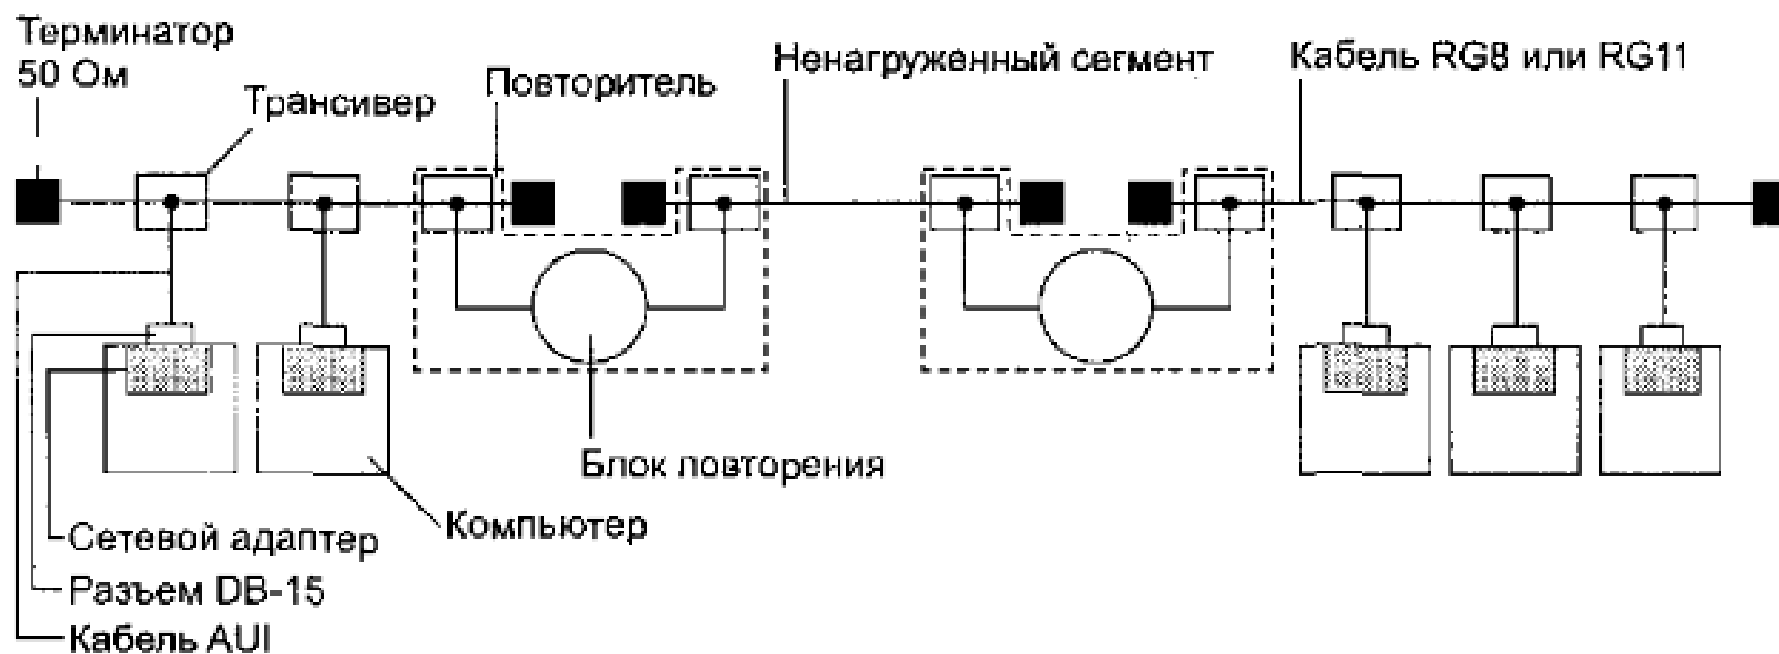 Терминатор
50 Ом
Трансивер
Повторитель
Ненагруженный сегмент
Кабель RG8 или RG11
Блок повторения
Компьютер
Сетевой адаптер
Разъем DB-15
Кабель AUI